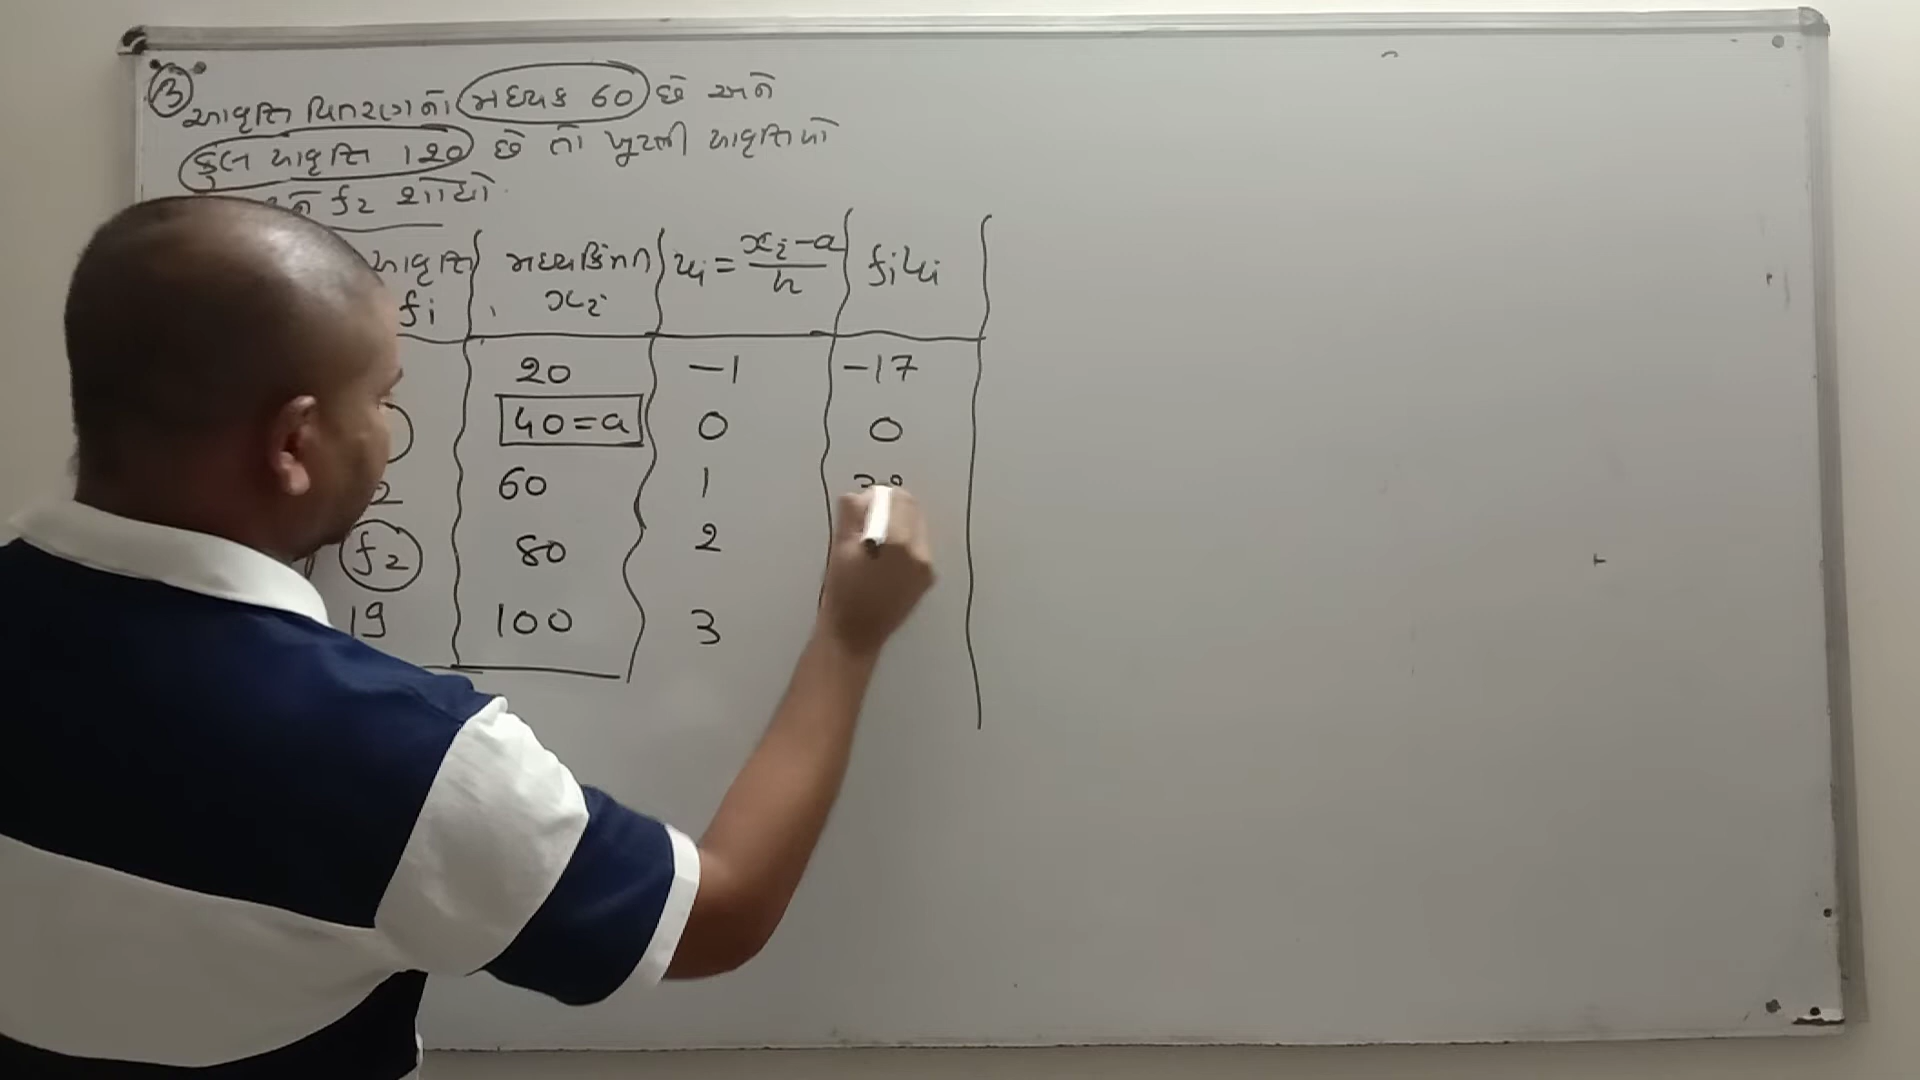 3
આવૃત્તિ વિતરણનો મધ્યક 60 છે અને
કુલ આવૃત્તિ 120 છે તો ખૂટતી આવૃત્તિઓ
ને f2 શોધો.
આવૃત્તિ fi મધ્યકિંમત xi ui = (xi - a)/h fiui
20 -1 -17
40 = a 0 0
2 60 1
f2 80 2
19 100 3